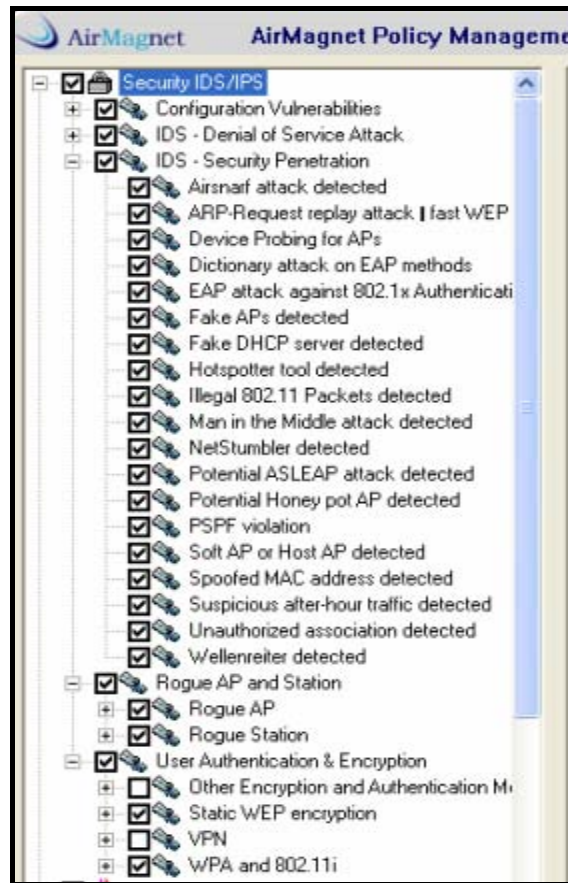 AirMagnet AirMagnet Policy Manageme
Security IDS/IPS
Configuration Vulnerabilities
IDS - Denial of Service Attack
IDS - Security Penetration
Airsnarf attack detected
ARP-Request replay attack | fast WEP
Device Probing for APs
Dictionary attack on EAP methods
EAP attack against 802.1x Authenticati
Fake APs detected
Fake DHCP server detected
Hotspotter tool detected
Illegal 802.11 Packets detected
Man in the Middle attack detected
NetStumbler detected
Potential ASLEAP attack detected
Potential Honey pot AP detected
PSPF violation
Soft AP or Host AP detected
Spoofed MAC address detected
Suspicious after-hour traffic detected
Unauthorized association detected
Wellenreiter detected
Rogue AP and Station
Rogue AP
Rogue Station
User Authentication & Encryption
Other Encryption and Authentication Me
Static WEP encryption
VPN
WPA and 802.11i